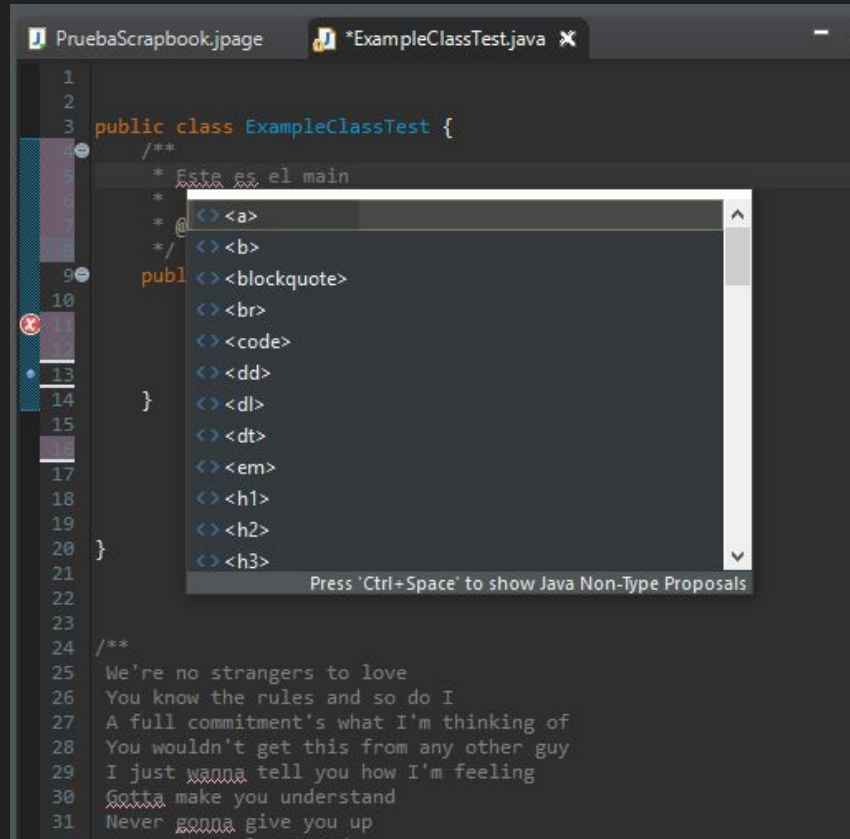 PruebaScrapbook.jpage *ExampleClassTest.java
1
2
3 public class ExampleClassTest {
4 /**
5 * Este es el main
6 *
7 * @
8 */
9 publ
10
11
12
13
14 }
15
16
17
18
19
20 }
21
22
23
24 /**
25 We're no strangers to love
26 You know the rules and so do I
27 A full commitment's what I'm thinking of
28 You wouldn't get this from any other guy
29 I just wanna tell you how I'm feeling
30 Gotta make you understand
31 Never gonna give you up
<> <a>
<> <b>
<> <blockquote>
<> <br>
<> <code>
<> <dd>
<> <dl>
<> <dt>
<> <em>
<> <h1>
<> <h2>
<> <h3>
Press 'Ctrl+Space' to show Java Non-Type Proposals